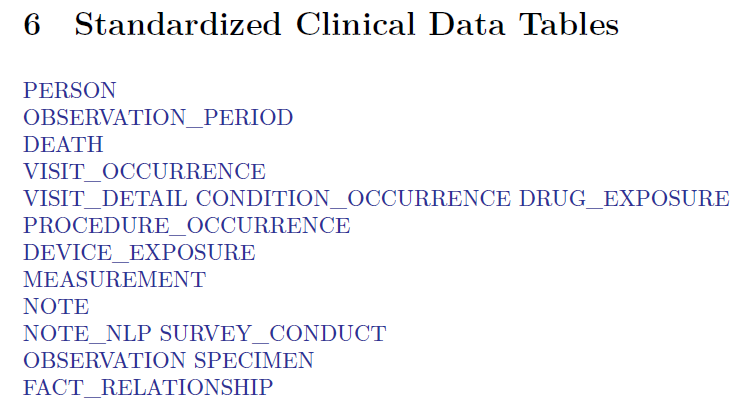 6 Standardized Clinical Data Tables
PERSON
OBSERVATION_PERIOD
DEATH
VISIT_OCCURRENCE
VISIT_DETAIL CONDITION_OCCURRENCE DRUG_EXPOSURE
PROCEDURE_OCCURRENCE
DEVICE_EXPOSURE
MEASUREMENT
NOTE
NOTE_NLP SURVEY_CONDUCT
OBSERVATION SPECIMEN
FACT_RELATIONSHIP